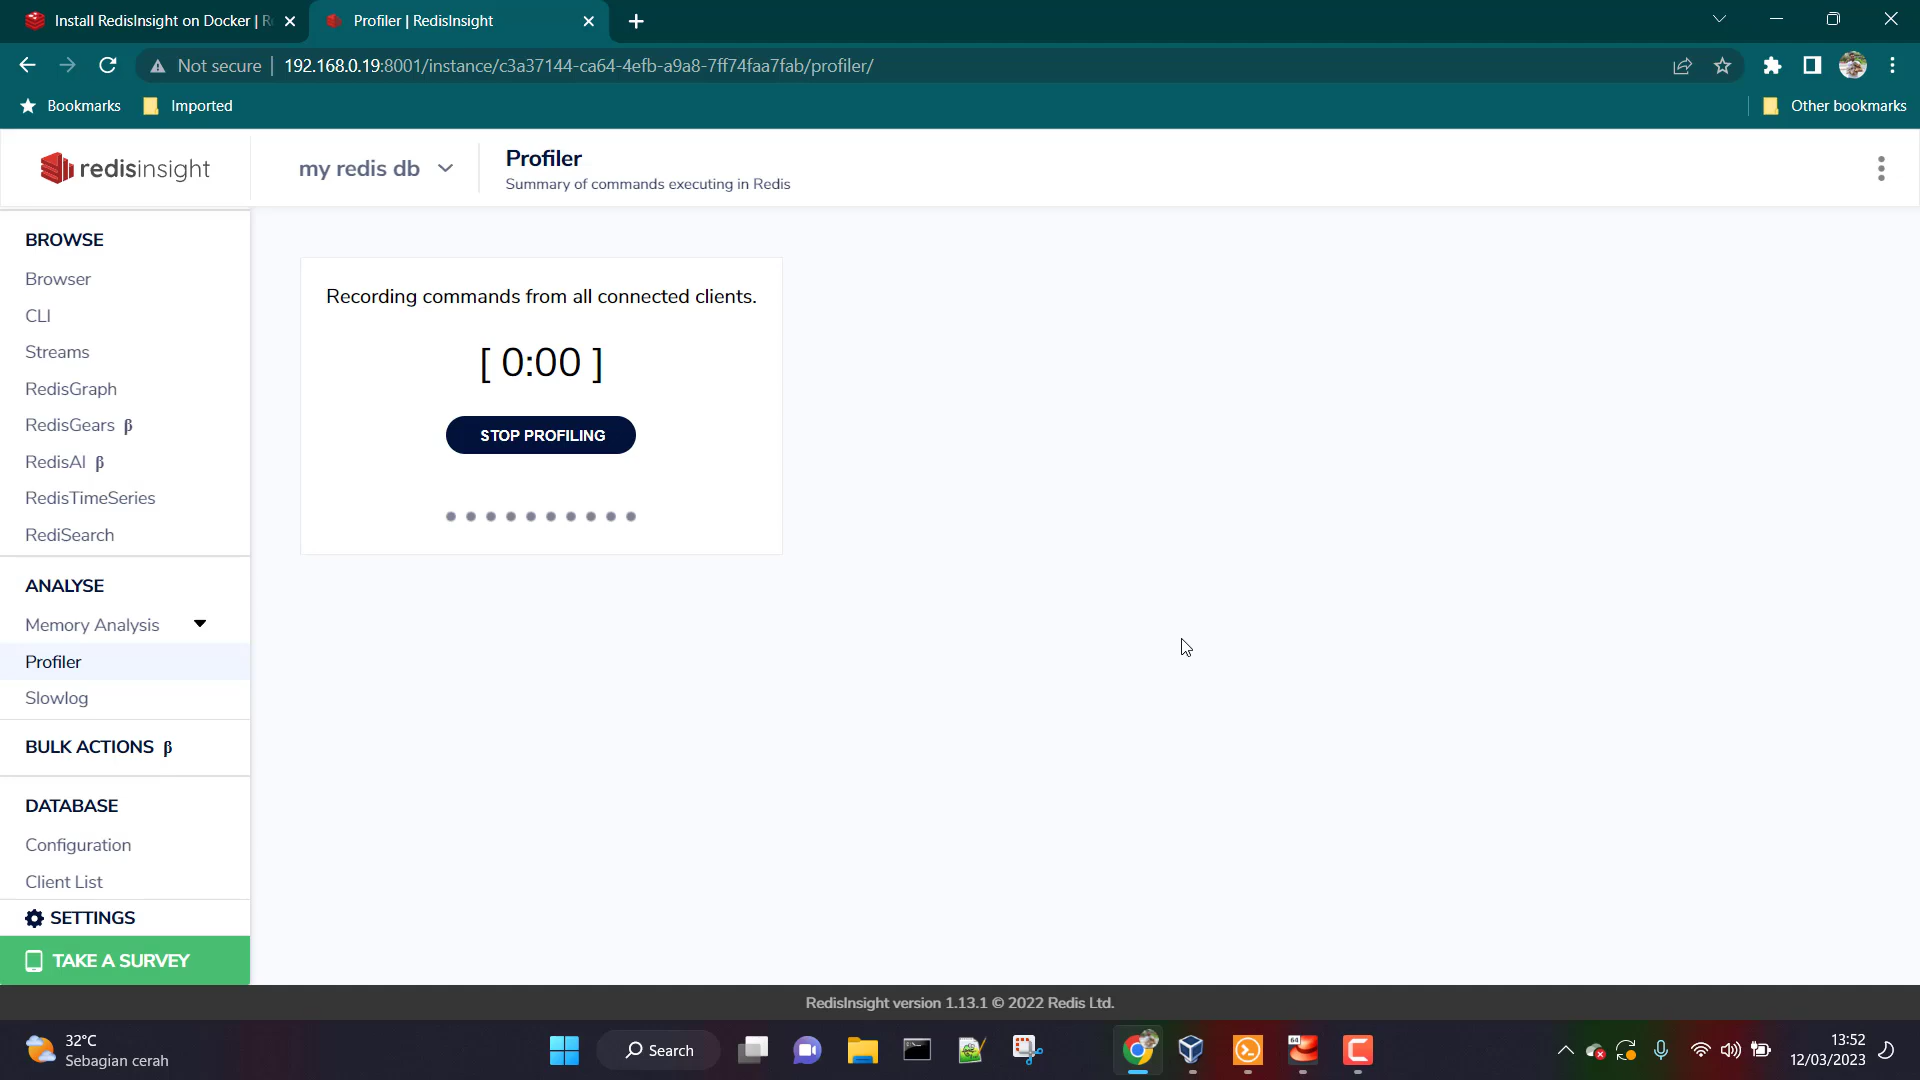 Install RedisInsight on Docker | R
Profiler | RedisInsight
Not secure
192.168.0.19:8001/instance/c3a37144-ca64-4efb-a9a8-7ff74faa7fab/profiler/
Bookmarks
Imported
Other bookmarks
redisinsight
my redis db
Profiler
Summary of commands executing in Redis
BROWSE
Browser
CLI
Streams
RedisGraph
RedisGears β
RedisAI β
RedisTimeSeries
RediSearch
ANALYSE
Memory Analysis
Profiler
Slowlog
BULK ACTIONS β
DATABASE
Configuration
Client List
SETTINGS
TAKE A SURVEY
Recording commands from all connected clients.
[ 0:00 ]
STOP PROFILING
RedisInsight version 1.13.1 © 2022 Redis Ltd.
32°C
Sebagian cerah
Search
64
13:52
12/03/2023